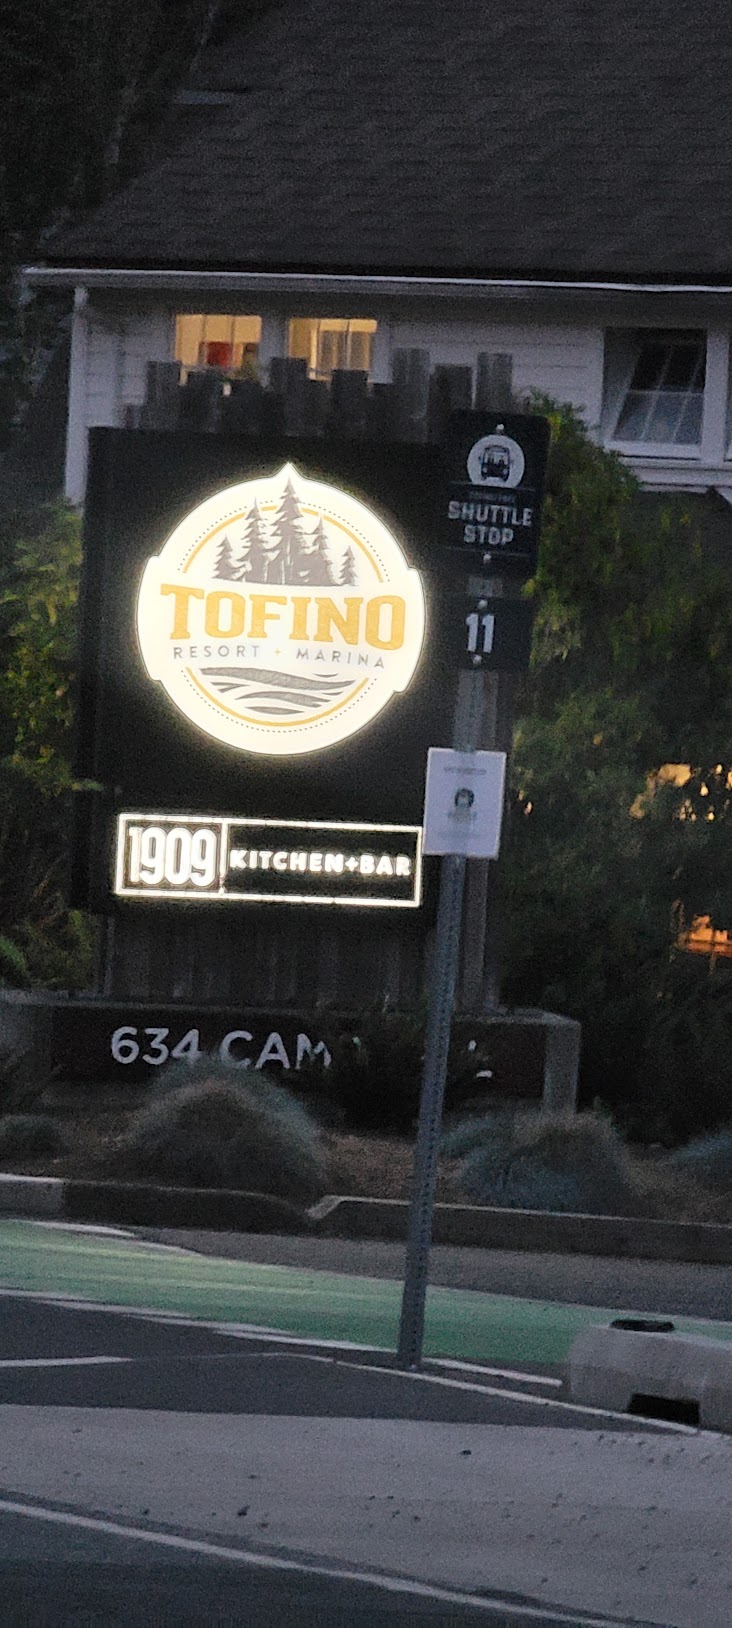 TOFINO
RESORT + MARINA
1909 KITCHEN+BAR
634 CAM
SHUTTLE
STOP
11